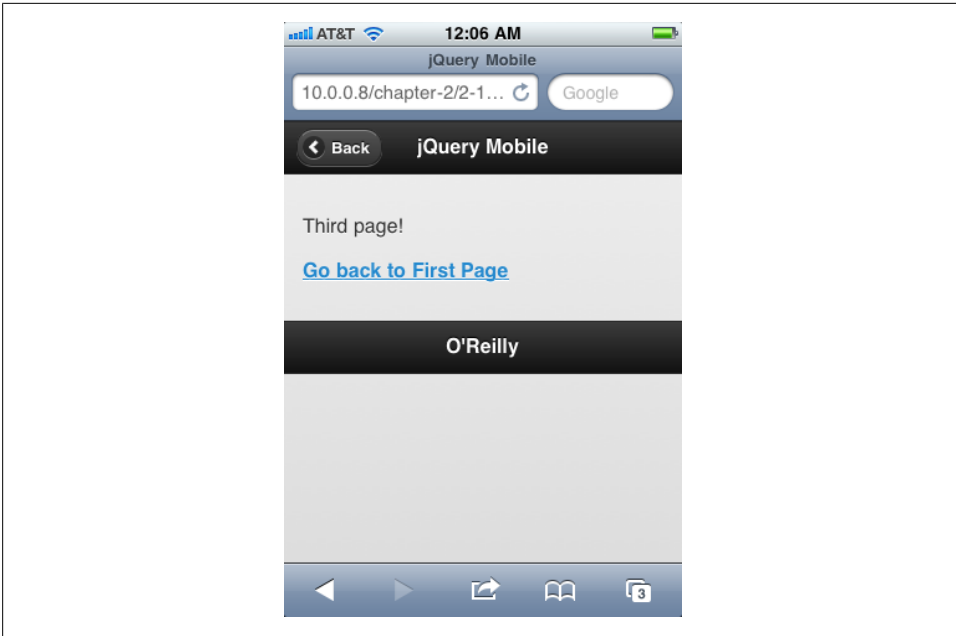 AT&T 12:06 AM
jQuery Mobile
10.0.0.8/chapter-2/2-1... Google
Back jQuery Mobile
Third page!
Go back to First Page
O'Reilly
3